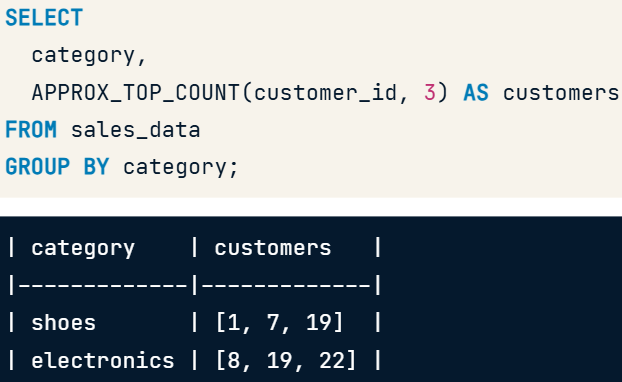 SELECT
  category,
  APPROX_TOP_COUNT(customer_id, 3) AS customers
FROM sales_data
GROUP BY category;
| category    | customers   |
|-------------|-------------|
| shoes       | [1, 7, 19]  |
| electronics | [8, 19, 22] |